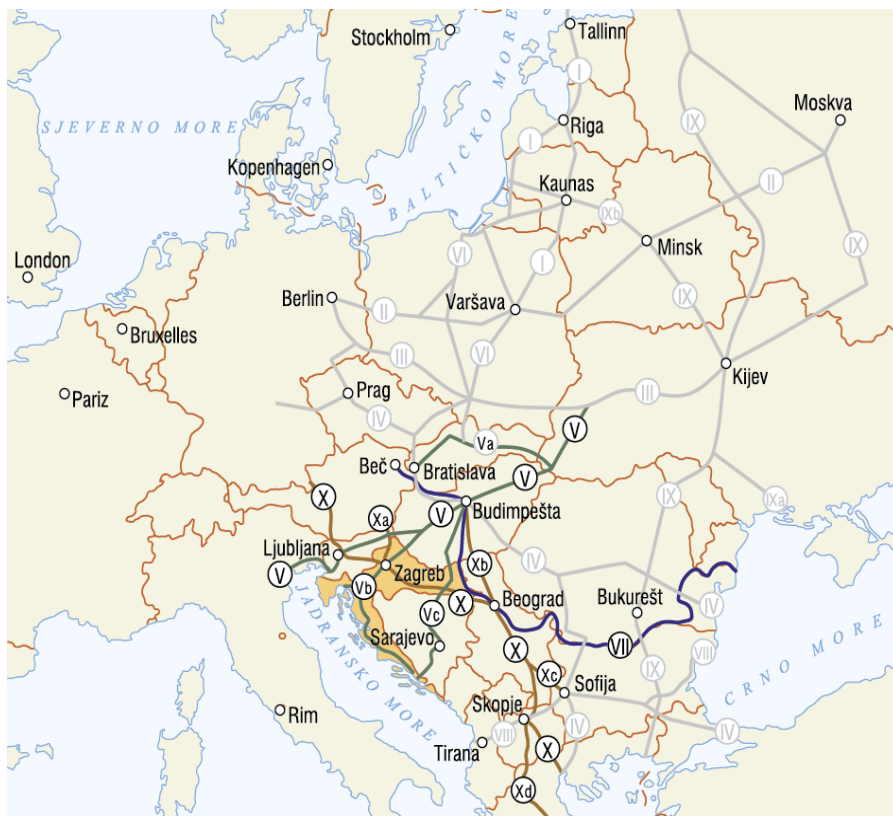 Stockholm
Tallinn
I
IX
Moskva
SJEVERNO MORE
BALTIČKO MORE
I
Riga
Kopenhagen
Kaunas
II
IXb
VI
I
Minsk
IX
London
Berlin
II
Varšava
IX
Bruxelles
III
VI
Kijev
Pariz
Prag
III
IV
V
Va
Beč
Bratislava
V
X
IX
IXa
V
Budimpešta
Xa
Ljubljana
IV
V
Zagreb
Xb
Vb
X
Beograd
Bukurešt
IV
Vc
JADRANSKO MORE
Sarajevo
X
VII
IX
VIII
Xc
Sofija
CRNO MORE
Rim
Skopje
VIII
IV
IV
Tirana
X
Xd